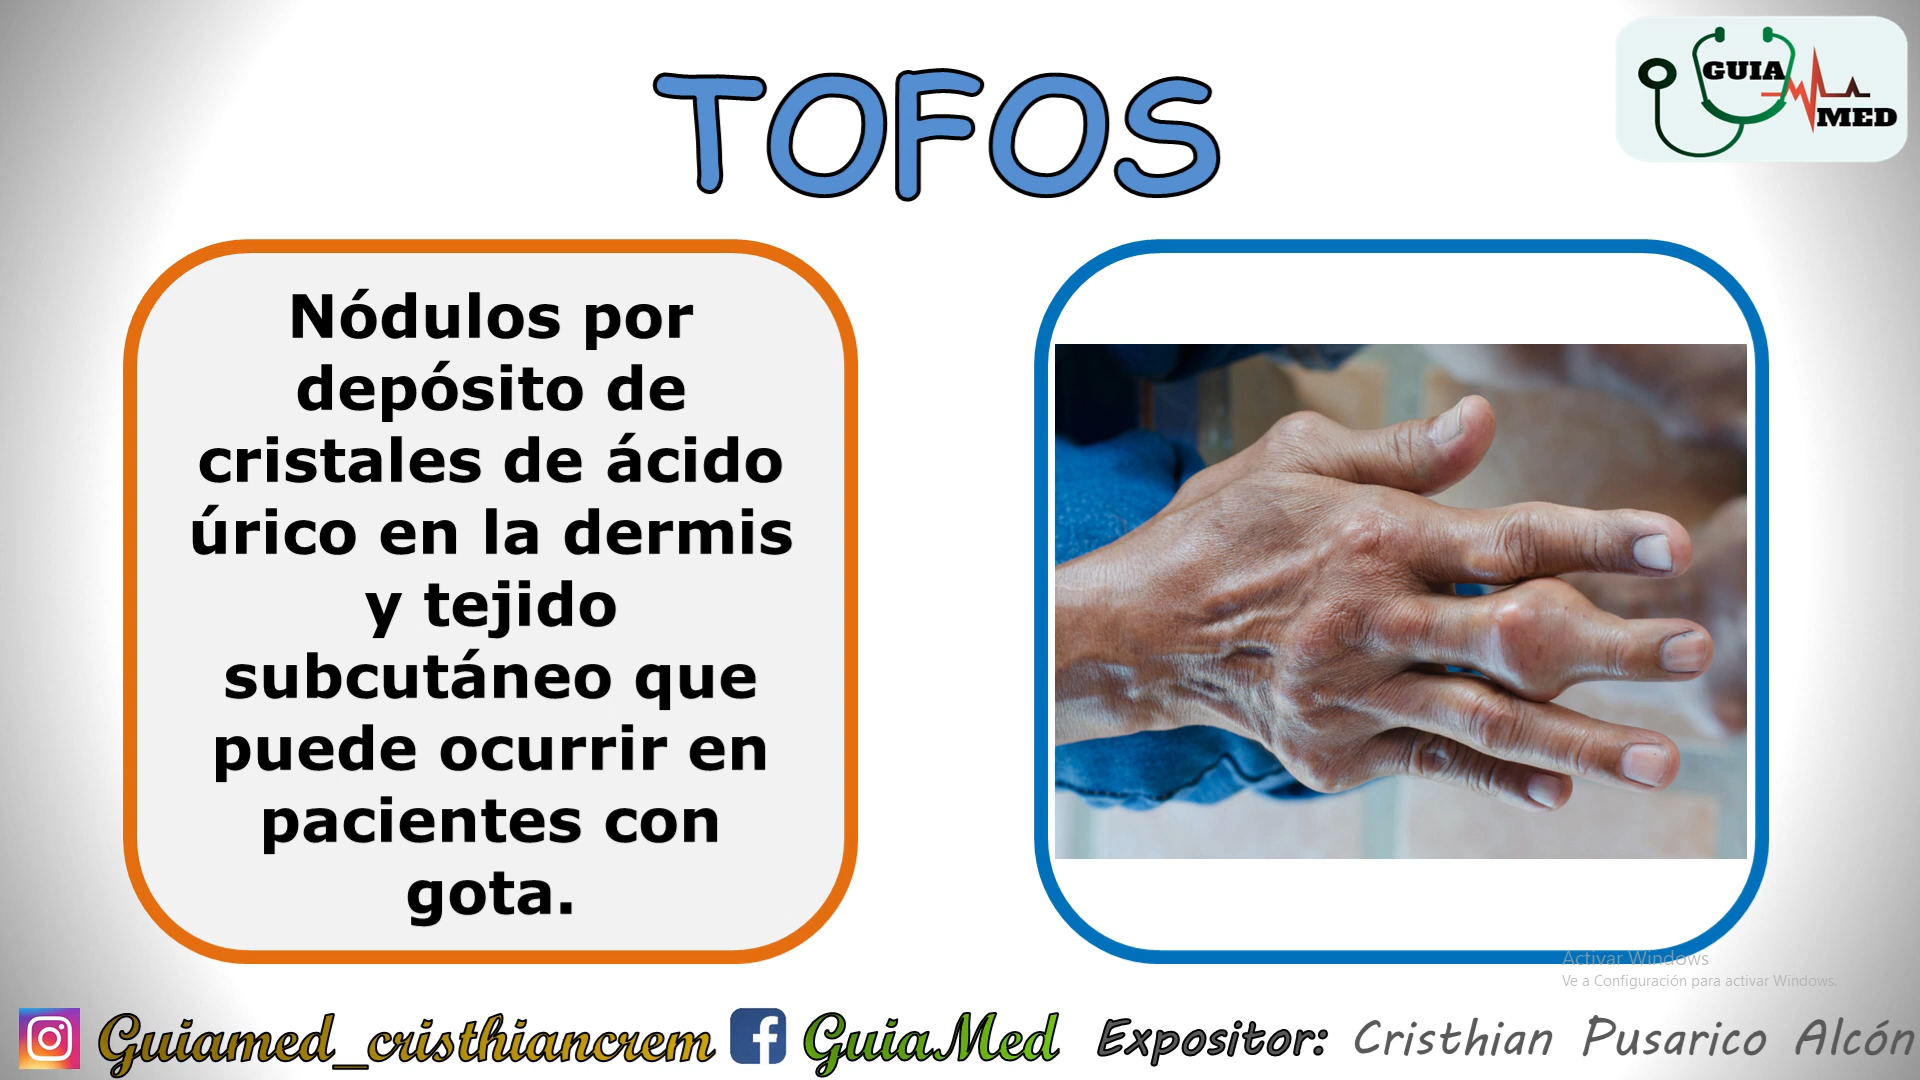 TOFOS
GUIA
MED
Nódulos por
depósito de
cristales de ácido
úrico en la dermis
y tejido
subcutáneo que
puede ocurrir en
pacientes con
gota.
Activar Windows
Ve a Configuración para activar Windows.
Guiamed_cristhiancrem GuiaMed Expositor: Cristhian Pusarico Alcón